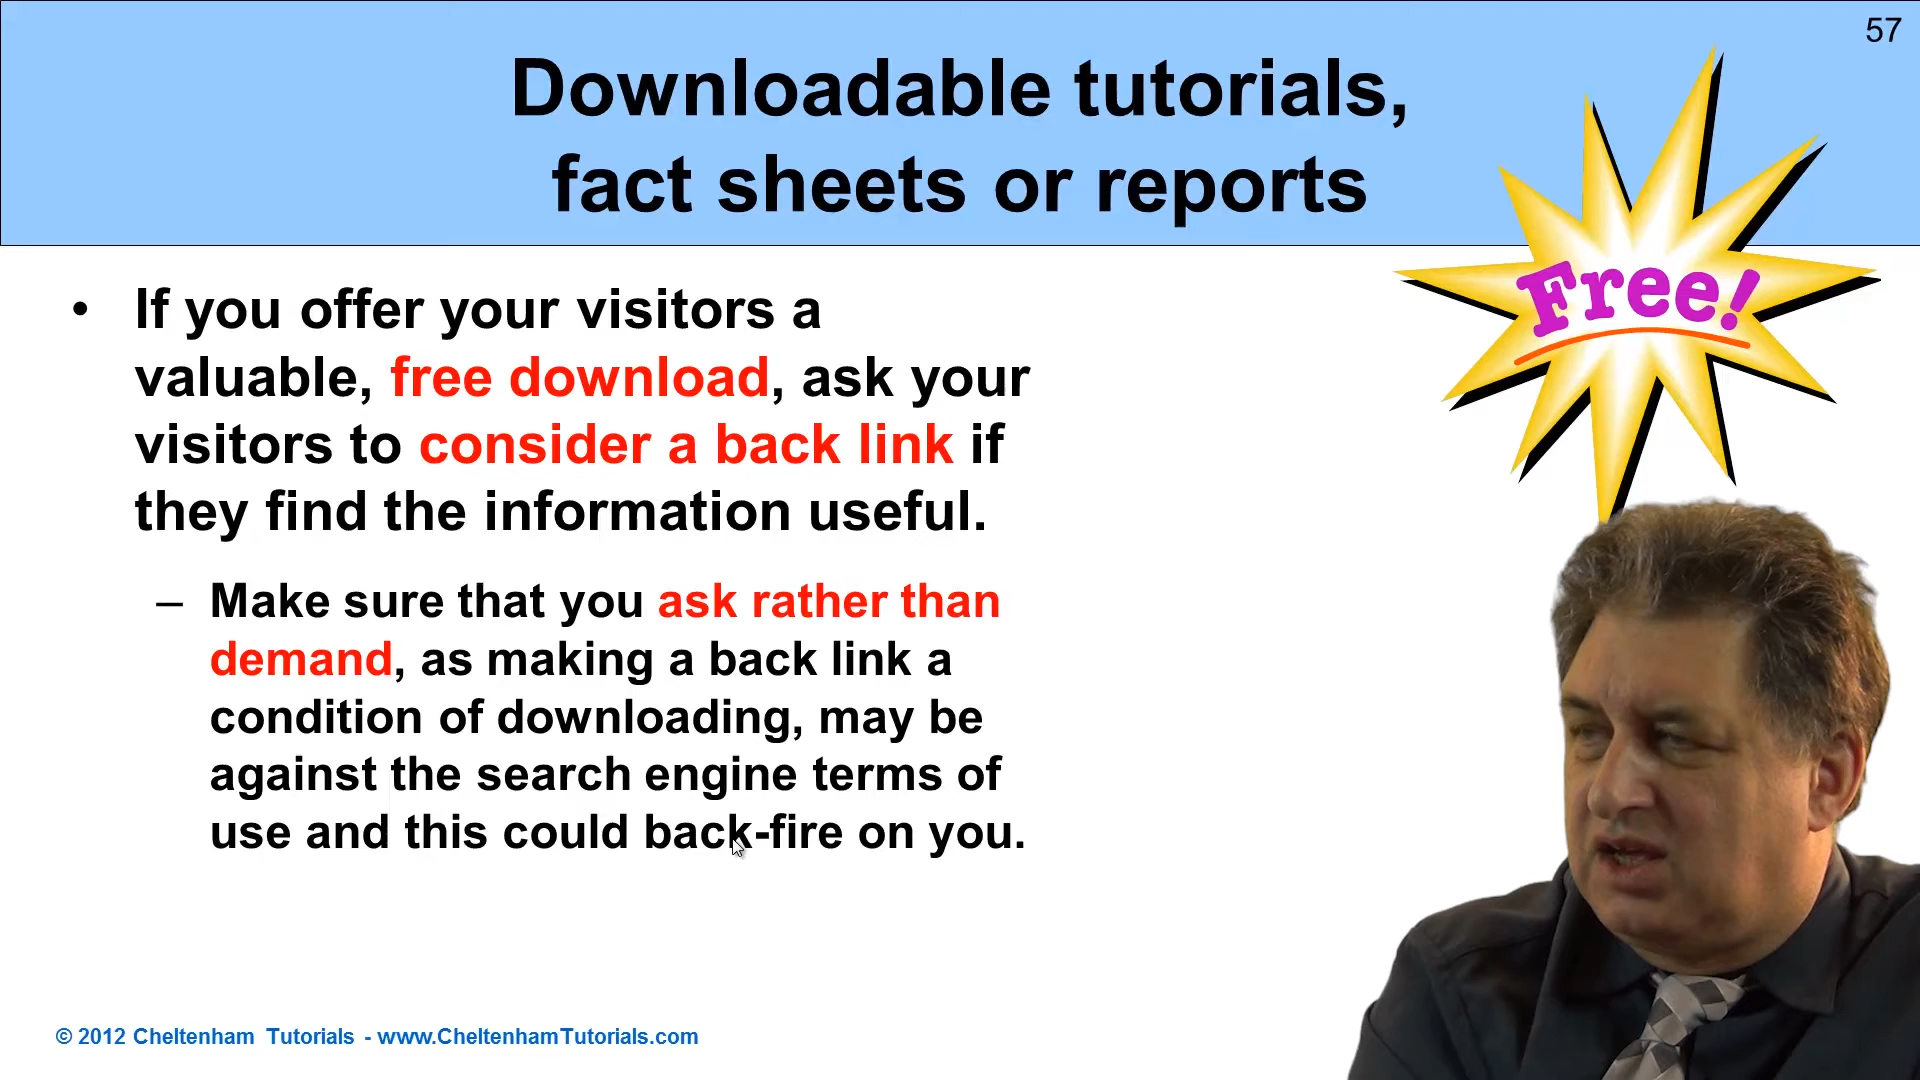 57
Downloadable tutorials,
fact sheets or reports
Free!
• If you offer your visitors a
valuable, free download, ask your
visitors to consider a back link if
they find the information useful.
– Make sure that you ask rather than
demand, as making a back link a
condition of downloading, may be
against the search engine terms of
use and this could back-fire on you.
© 2012 Cheltenham Tutorials - www.CheltenhamTutorials.com